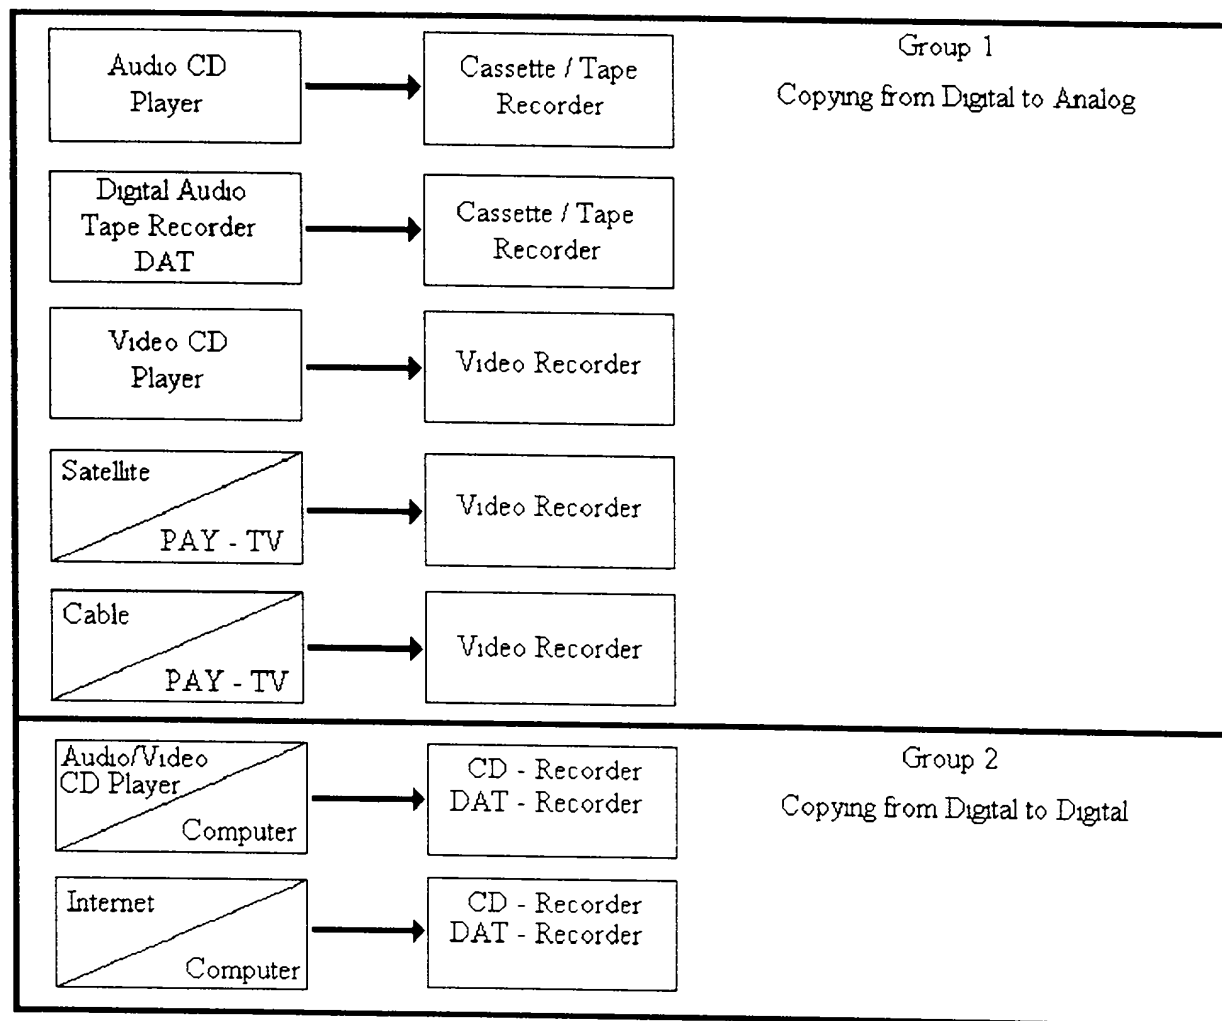 Audio CD
Player
Cassette / Tape
Recorder
Group 1
Copying from Digital to Analog
Digital Audio
Tape Recorder
DAT
Cassette / Tape
Recorder
Video CD
Player
Video Recorder
Satellite
PAY - TV
Video Recorder
Cable
PAY - TV
Video Recorder
Audio/Video
CD Player
Computer
CD - Recorder
DAT - Recorder
Group 2
Copying from Digital to Digital
Internet
Computer
CD - Recorder
DAT - Recorder